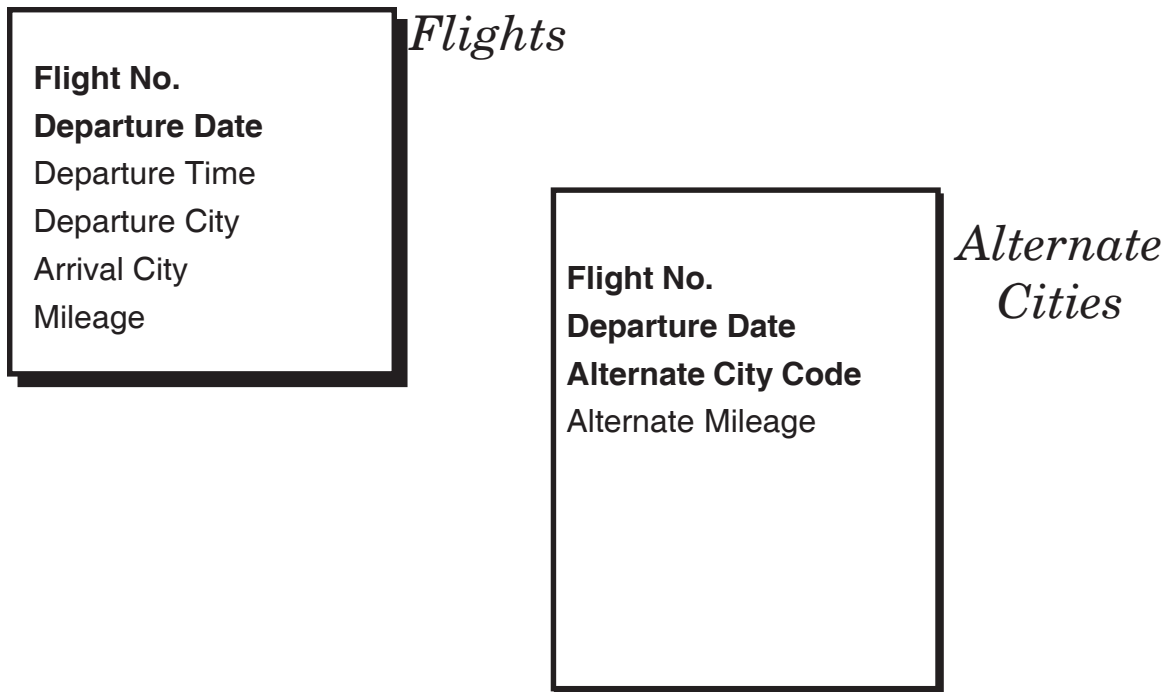 Flights
Flight No.
Departure Date
Departure Time
Departure City
Arrival City
Mileage
Alternate
Cities
Flight No.
Departure Date
Alternate City Code
Alternate Mileage